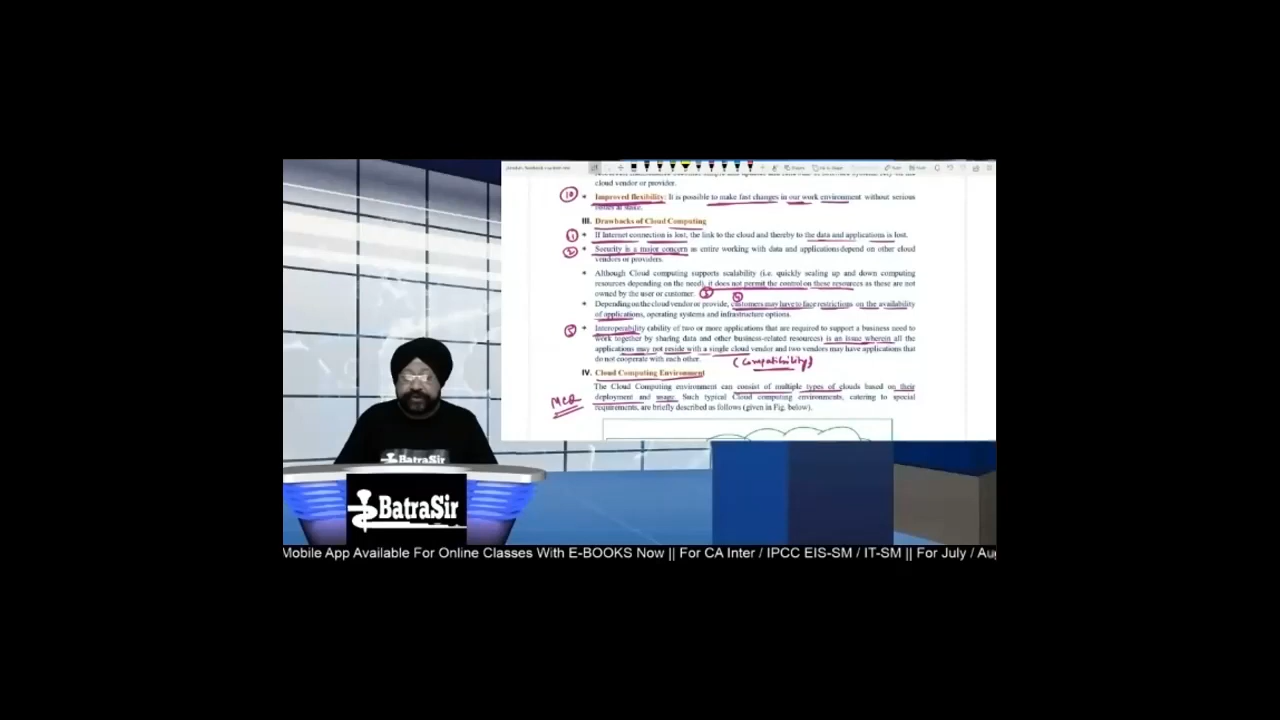 cloud vendor or provider.
10 • Improved flexibility: It is possible to make fast changes in our work environment without serious
issues at stake.
III. Drawbacks of Cloud Computing
1 • If Internet connection is lost, the link to the cloud and thereby to the data and applications is lost.
2 • Security is a major concern as entire working with data and applications depend on other cloud
vendors or providers.
• Although Cloud computing supports scalability (i.e. quickly scaling up and down computing
resources depending on the need), it does not permit the control on these resources as these are not
owned by the user or customer. 3 4
• Depending on the cloud vendor or provide, customers may have to face restrictions on the availability
of applications, operating systems and infrastructure options.
5 • Interoperability (ability of two or more applications that are required to support a business need to
work together by sharing data and other business-related resources) is an issue wherein all the
applications may not reside with a single cloud vendor and two vendors may have applications that
do not cooperate with each other. (Compatibility)
IV. Cloud Computing Environment
The Cloud Computing environment can consist of multiple types of clouds based on their
MCQ deployment and usage. Such typical Cloud computing environments, catering to special
requirements, are briefly described as follows (given in Fig. below).
BatraSir
BatraSir
Mobile App Available For Online Classes With E-BOOKS Now || For CA Inter / IPCC EIS-SM / IT-SM || For July / Aug